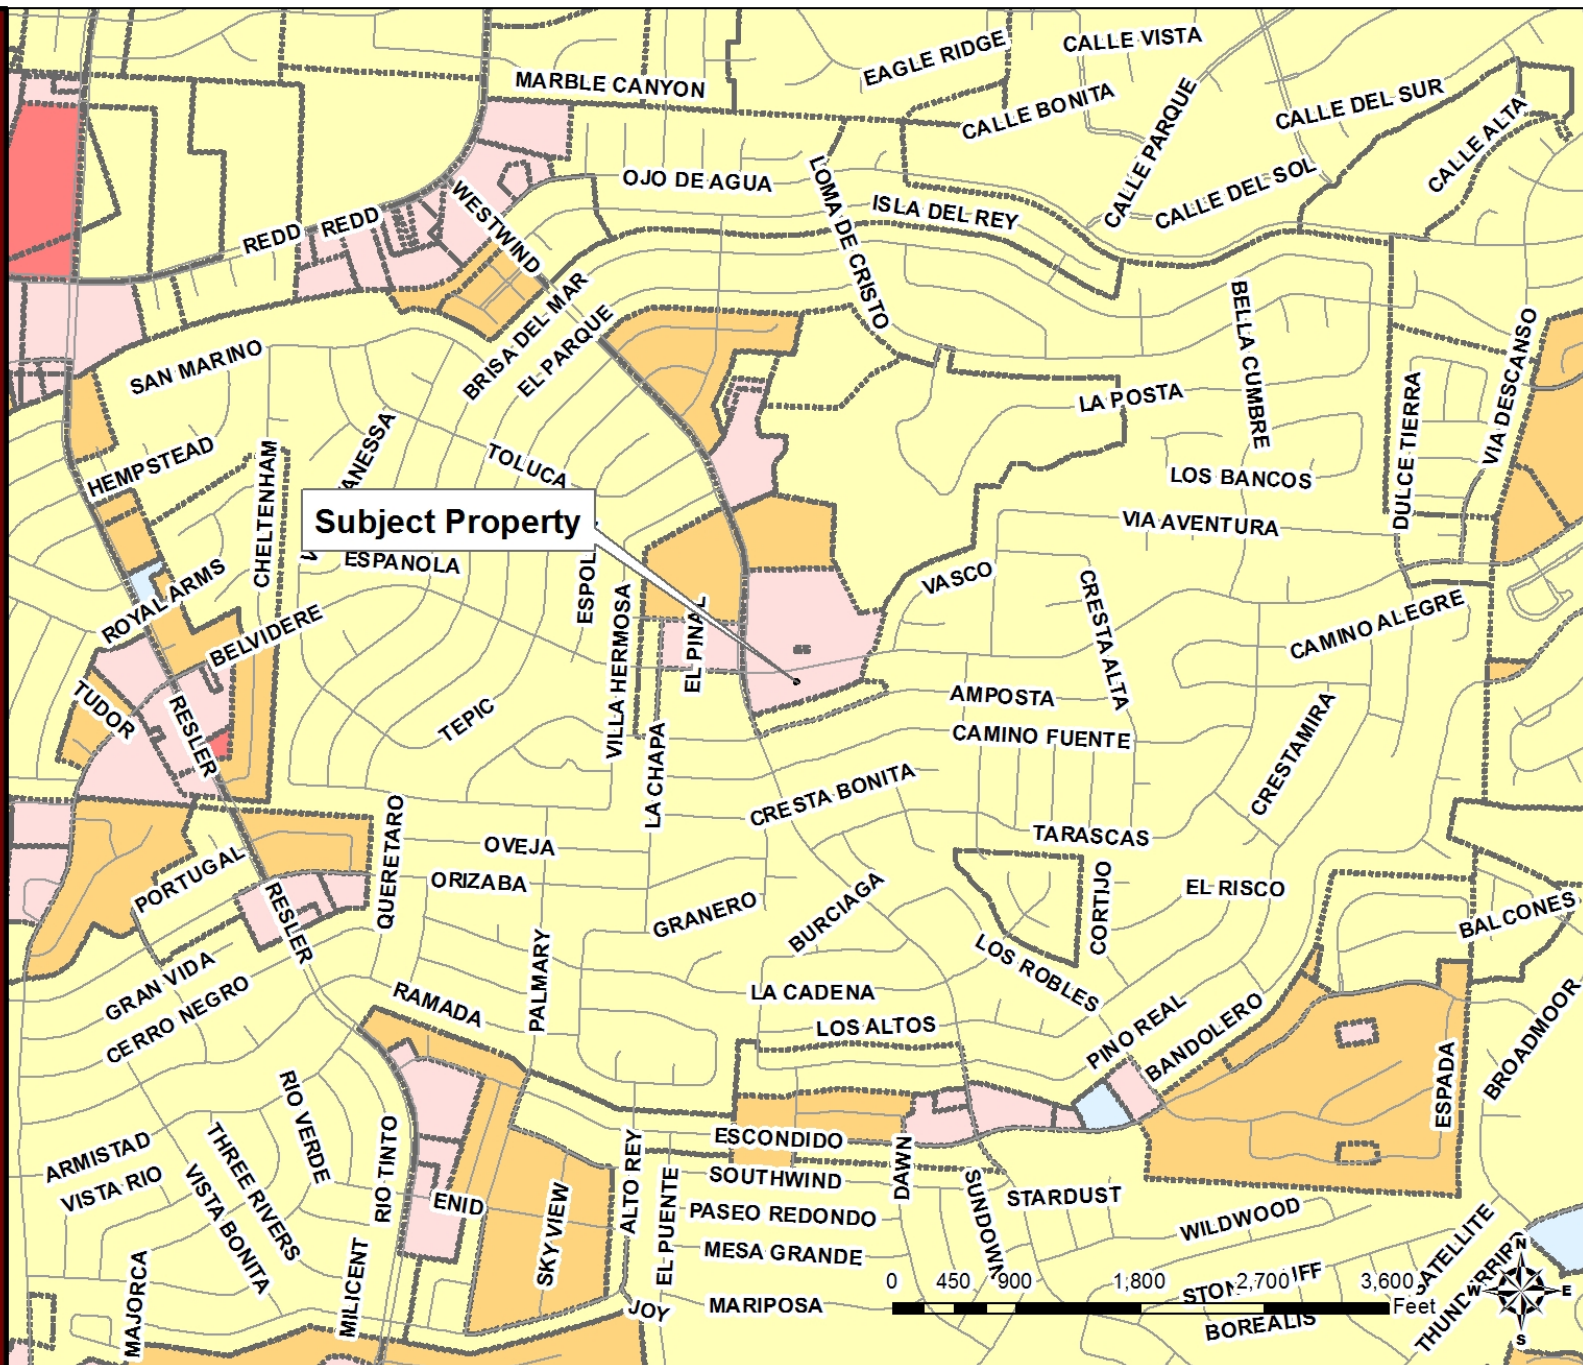 EAGLE RIDGE
CALLE VISTA
MARBLE CANYON
CALLE BONITA
CALLE PARQUE
CALLE DEL SUR
CALLE ALTA
OJO DE AGUA
LOMA DE CRISTO
ISLA DEL REY
CALLE DEL SOL
WESTWIND
REDD
REDD
BRISA DEL MAR
EL PARQUE
BELLA CUMBRE
VIA DESCANSO
SAN MARINO
LA POSTA
DULCE TIERRA
HEMPSTEAD
CHELTENHAM
ANESSA
TOLUCA
LOS BANCOS
Subject Property
VIA AVENTURA
ESPANOLA
ESPOL
VASCO
CRESTA ALTA
ROYAL ARMS
BELVIDERE
VILLA HERMOSA
EL PINAL
CAMINO ALEGRE
TUDOR
RESLER
TEPIC
AMPOSTA
CAMINO FUENTE
CRESTAMIRA
LA CHAPA
CRESTA BONITA
QUERETARO
OVEJA
TARASCAS
PORTUGAL
ORIZABA
CORTIJO
EL RISCO
RESLER
GRANERO
BURCIAGA
BALCONES
PALMARY
LOS ROBLES
GRAN VIDA
CERRO NEGRO
RAMADA
LA CADENA
LOS ALTOS
PINO REAL
BANDOLERO
BROADMOOR
ESPADA
RIO VERDE
RIO TINTO
ARMISTAD
VISTA RIO
THREE RIVERS
VISTA BONITA
ESCONDIDO
SOUTHWIND
DAWN
SUNDOWN
STARDUST
ENID
SKY VIEW
ALTO REY
EL PUENTE
PASEO REDONDO
MESA GRANDE
WILDWOOD
SATELLITE
MAJORCA
MILICENT
JOY
MARIPOSA
BOREALIS
0 450 900 1,800 2,700 3,600
Feet
N
W E
S